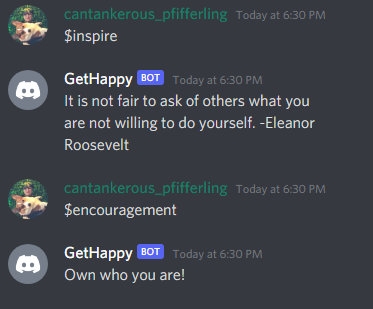 cantankerous_pfifferling Today at 6:30 PM
$inspire
GetHappy BOT Today at 6:30 PM
It is not fair to ask of others what you
are not willing to do yourself. -Eleanor
Roosevelt
cantankerous_pfifferling Today at 6:30 PM
$encouragement
GetHappy BOT Today at 6:30 PM
Own who you are!